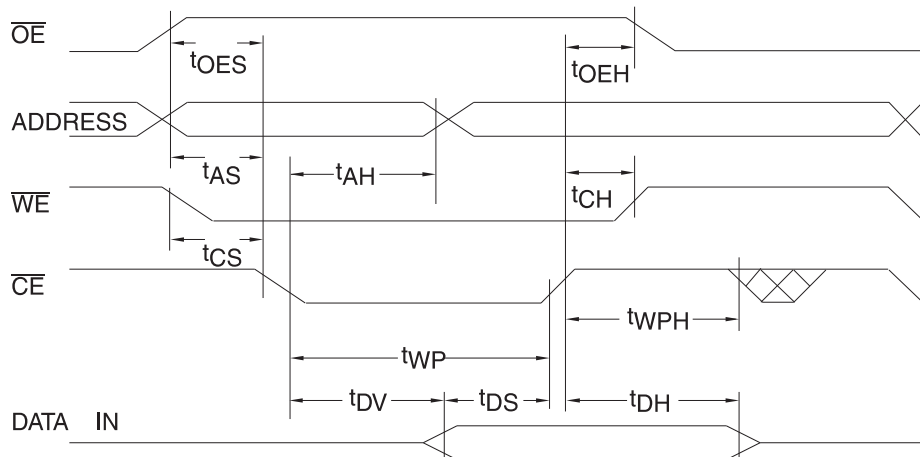 OE
tOES
tOEH
ADDRESS
tAS
tAH
tCH
WE
tCS
CE
tWPH
tWP
tDV
tDS
tDH
DATA IN